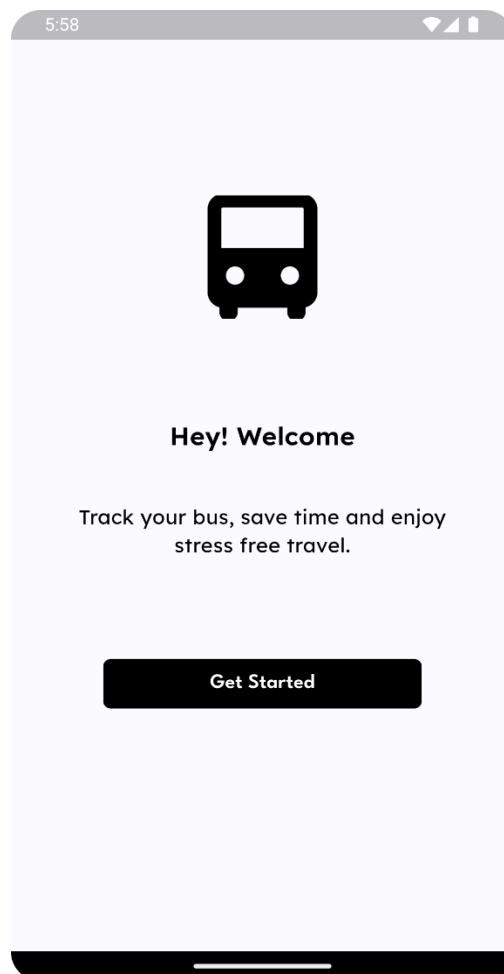 5:58
Hey! Welcome
Track your bus, save time and enjoy
stress free travel.
Get Started